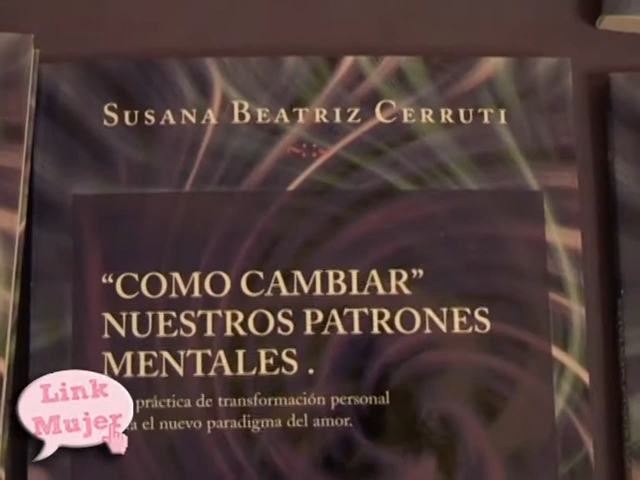 SUSANA BEATRIZ CERRUTI
“COMO CAMBIAR”
NUESTROS PATRONES
MENTALES .
práctica de transformación personal
el nuevo paradigma del amor.
Link
Mujer